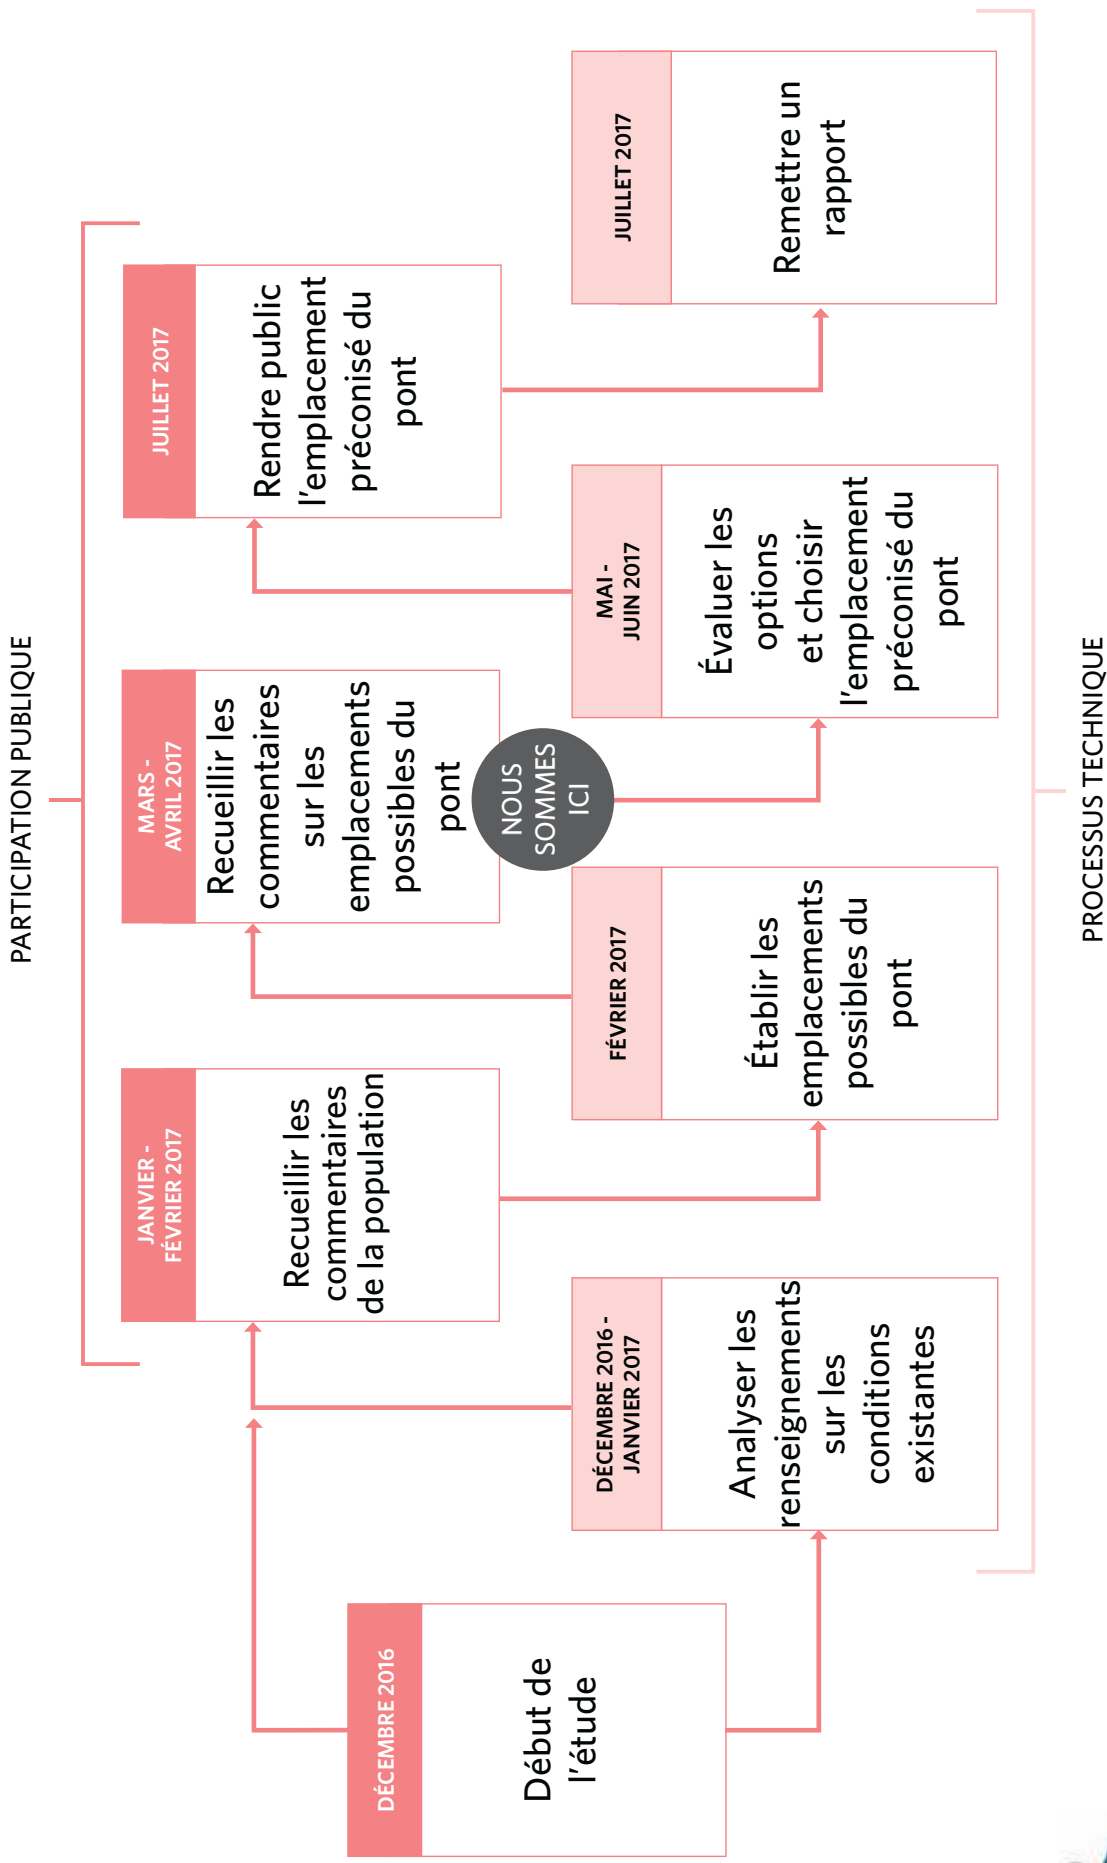 PARTICIPATION PUBLIQUE
DÉCEMBRE 2016
Début de
l'étude
DÉCEMBRE 2016 -
JANVIER 2017
Analyser les
renseignements
sur les
conditions
existantes
JANVIER -
FÉVRIER 2017
Recueillir les
commentaires
de la population
FÉVRIER 2017
Établir les
emplacements
possibles du
pont
MARS -
AVRIL 2017
Recueillir les
commentaires
sur les
emplacements
possibles du
pont
NOUS
SOMMES
ICI
MAI -
JUIN 2017
Évaluer les
options
et choisir
l'emplacement
préconisé du
pont
JUILLET 2017
Rendre public
l'emplacement
préconisé du
pont
JUILLET 2017
Remettre un
rapport
PROCESSUS TECHNIQUE